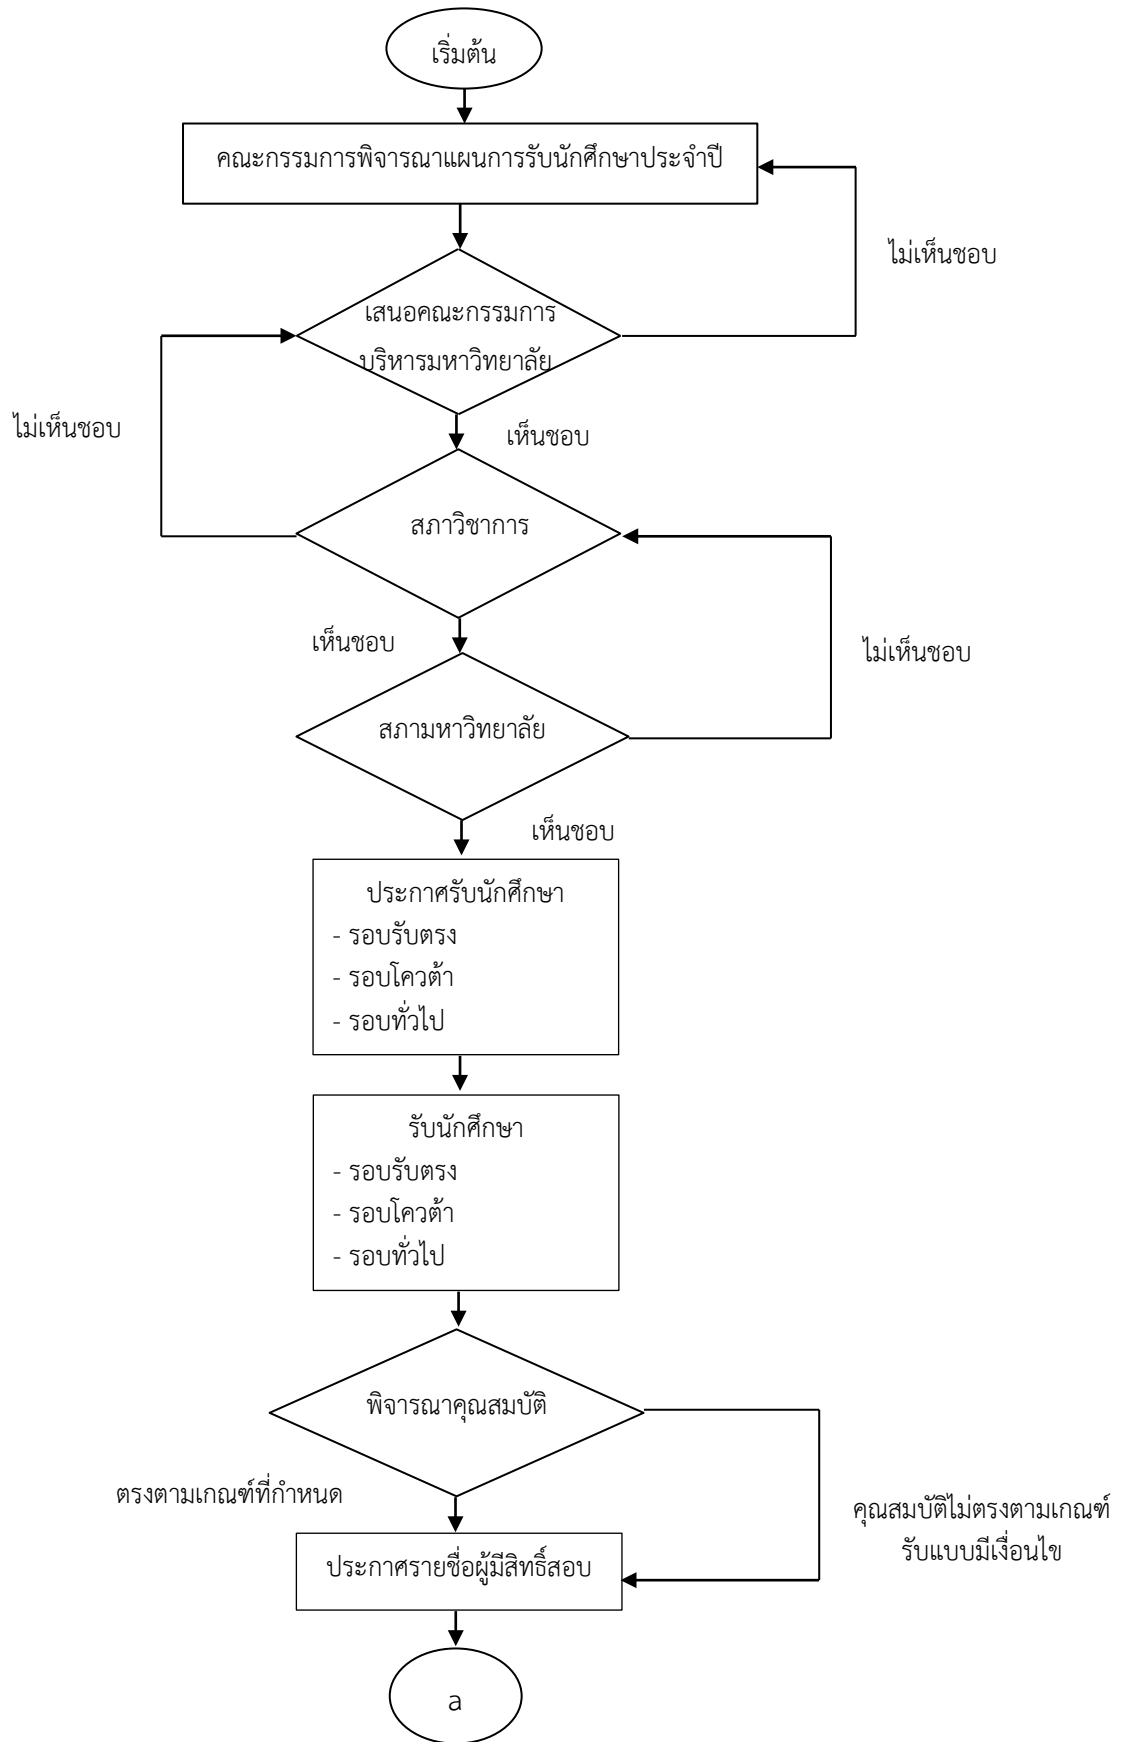 เริ่มต้น
คณะกรรมการพิจารณาแผนการรับนักศึกษาประจำปี
ไม่เห็นชอบ
เสนอคณะกรรมการ
บริหารมหาวิทยาลัย
ไม่เห็นชอบ
เห็นชอบ
สภาวิชาการ
เห็นชอบ
ไม่เห็นชอบ
สภามหาวิทยาลัย
เห็นชอบ
ประกาศรับนักศึกษา
- รอบรับตรง
- รอบโควต้า
- รอบทั่วไป
รับนักศึกษา
- รอบรับตรง
- รอบโควต้า
- รอบทั่วไป
พิจารณาคุณสมบัติ
ตรงตามเกณฑ์ที่กำหนด
คุณสมบัติไม่ตรงตามเกณฑ์
รับแบบมีเงื่อนไข
ประกาศรายชื่อผู้มีสิทธิ์สอบ
a